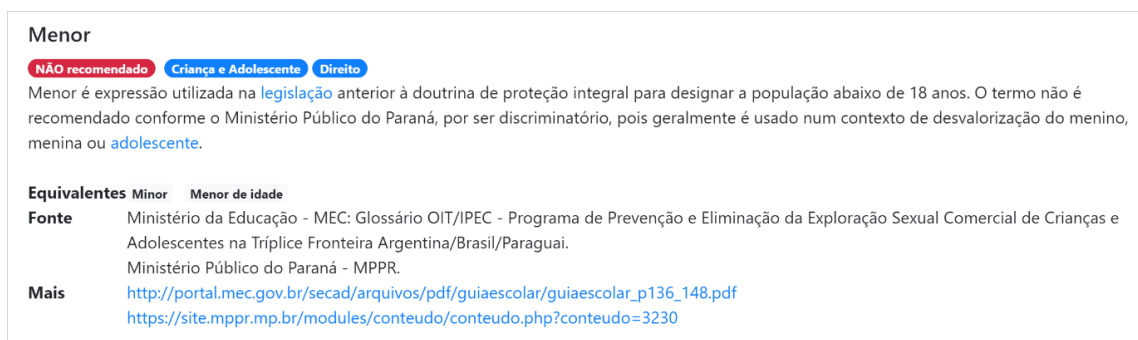 Menor
NÃO recomendado Criança e Adolescente Direito
Menor é expressão utilizada na legislação anterior à doutrina de proteção integral para designar a população abaixo de 18 anos. O termo não é
recomendado conforme o Ministério Público do Paraná, por ser discriminatório, pois geralmente é usado num contexto de desvalorização do menino,
menina ou adolescente.
Equivalentes Minor Menor de idade
Fonte Ministério da Educação - MEC: Glossário OIT/IPEC - Programa de Prevenção e Eliminação da Exploração Sexual Comercial de Crianças e
Adolescentes na Tríplice Fronteira Argentina/Brasil/Paraguai.
Ministério Público do Paraná - MPPR.
Mais http://portal.mec.gov.br/secad/arquivos/pdf/guiaescolar/guiaescolar_p136_148.pdf
https://site.mppr.mp.br/modules/conteudo/conteudo.php?conteudo=3230